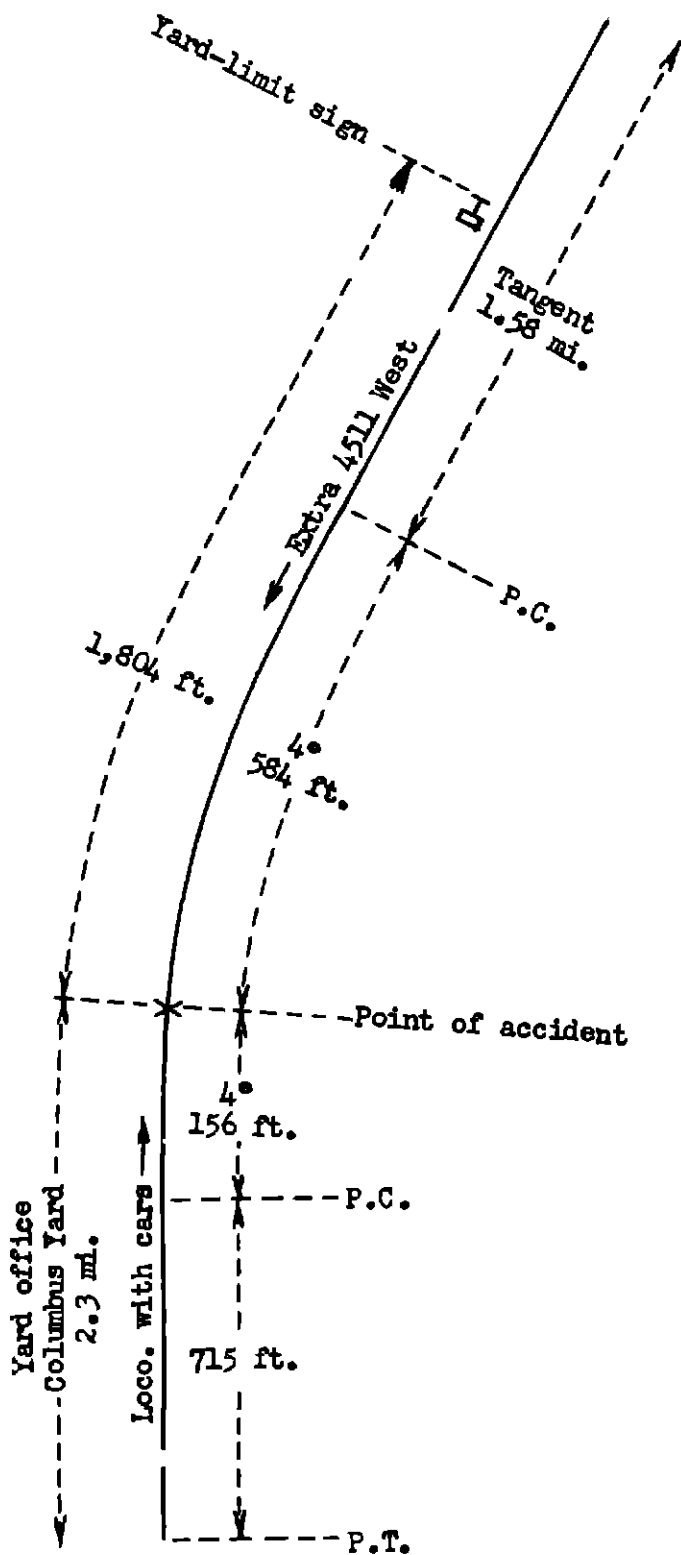 Yard-limit sign
Tangent
1.58 mi.
Extra 4511 West
P.C.
1,804 ft.
4°
584 ft.
Point of accident
4°
156 ft.
P.C.
Yard office
Columbus Yard
2.3 mi.
Loco. with cars
715 ft.
P.T.